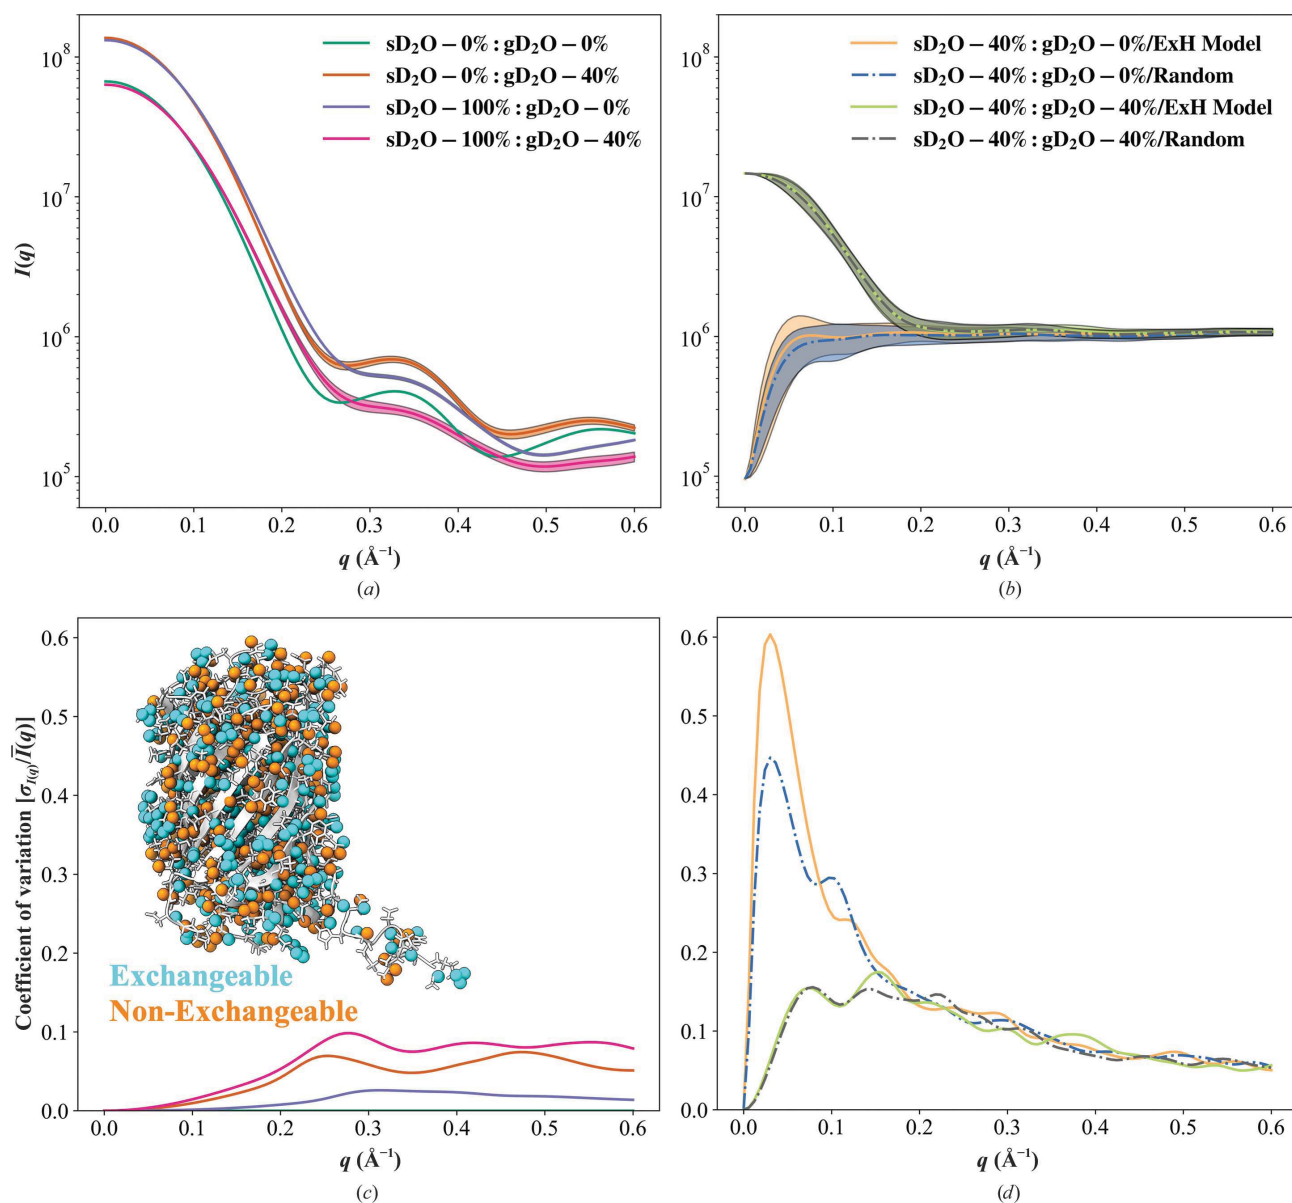 sD₂O – 0% : gD₂O – 0%
sD₂O – 0% : gD₂O – 40%
sD₂O – 100% : gD₂O – 0%
sD₂O – 100% : gD₂O – 40%
10⁸
10⁷
10⁶
10⁵
I(q)
0.0 0.1 0.2 0.3 0.4 0.5 0.6
q (Å⁻¹)
(a)
sD₂O – 40% : gD₂O – 0%/ExH Model
sD₂O – 40% : gD₂O – 0%/Random
sD₂O – 40% : gD₂O – 40%/ExH Model
sD₂O – 40% : gD₂O – 40%/Random
10⁸
10⁷
10⁶
10⁵
0.0 0.1 0.2 0.3 0.4 0.5 0.6
q (Å⁻¹)
(b)
0.6
0.5
0.4
0.3
0.2
0.1
0.0
Coefficient of variation [σ_I(q)/Ī(q)]
Exchangeable
Non-Exchangeable
0.0 0.1 0.2 0.3 0.4 0.5 0.6
q (Å⁻¹)
(c)
0.6
0.5
0.4
0.3
0.2
0.1
0.0
0.0 0.1 0.2 0.3 0.4 0.5 0.6
q (Å⁻¹)
(d)